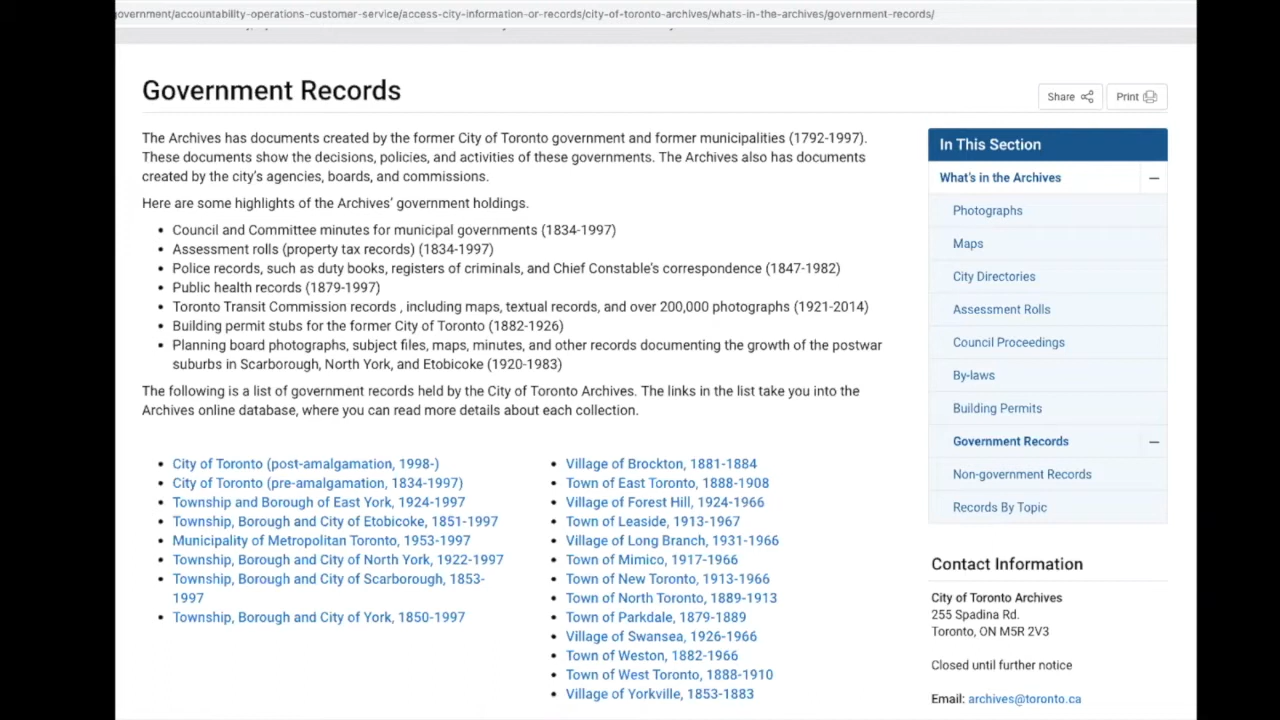 government/accountability-operations-customer-service/access-city-information-or-records/city-of-toronto-archives/whats-in-the-archives/government-records/
Government Records
Share
Print
The Archives has documents created by the former City of Toronto government and former municipalities (1792-1997).
These documents show the decisions, policies, and activities of these governments. The Archives also has documents
created by the city's agencies, boards, and commissions.
Here are some highlights of the Archives' government holdings.
• Council and Committee minutes for municipal governments (1834-1997)
• Assessment rolls (property tax records) (1834-1997)
• Police records, such as duty books, registers of criminals, and Chief Constable's correspondence (1847-1982)
• Public health records (1879-1997)
• Toronto Transit Commission records , including maps, textual records, and over 200,000 photographs (1921-2014)
• Building permit stubs for the former City of Toronto (1882-1926)
• Planning board photographs, subject files, maps, minutes, and other records documenting the growth of the postwar
suburbs in Scarborough, North York, and Etobicoke (1920-1983)
The following is a list of government records held by the City of Toronto Archives. The links in the list take you into the
Archives online database, where you can read more details about each collection.
• City of Toronto (post-amalgamation, 1998-)
• City of Toronto (pre-amalgamation, 1834-1997)
• Township and Borough of East York, 1924-1997
• Township, Borough and City of Etobicoke, 1851-1997
• Municipality of Metropolitan Toronto, 1953-1997
• Township, Borough and City of North York, 1922-1997
• Township, Borough and City of Scarborough, 1853-
1997
• Township, Borough and City of York, 1850-1997
• Village of Brockton, 1881-1884
• Town of East Toronto, 1888-1908
• Village of Forest Hill, 1924-1966
• Town of Leaside, 1913-1967
• Village of Long Branch, 1931-1966
• Town of Mimico, 1917-1966
• Town of New Toronto, 1913-1966
• Town of North Toronto, 1889-1913
• Town of Parkdale, 1879-1889
• Village of Swansea, 1926-1966
• Town of Weston, 1882-1966
• Town of West Toronto, 1888-1910
• Village of Yorkville, 1853-1883
In This Section
What's in the Archives
Photographs
Maps
City Directories
Assessment Rolls
Council Proceedings
By-laws
Building Permits
Government Records
Non-government Records
Records By Topic
Contact Information
City of Toronto Archives
255 Spadina Rd.
Toronto, ON M5R 2V3
Closed until further notice
Email: archives@toronto.ca